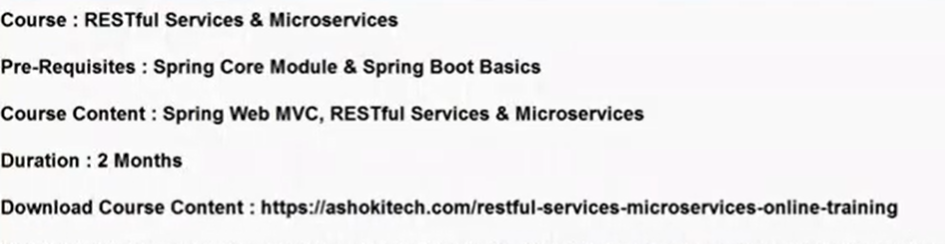 Course : RESTful Services & Microservices
Pre-Requisites : Spring Core Module & Spring Boot Basics
Course Content : Spring Web MVC, RESTful Services & Microservices
Duration : 2 Months
Download Course Content : https://ashokitech.com/restful-services-microservices-online-training